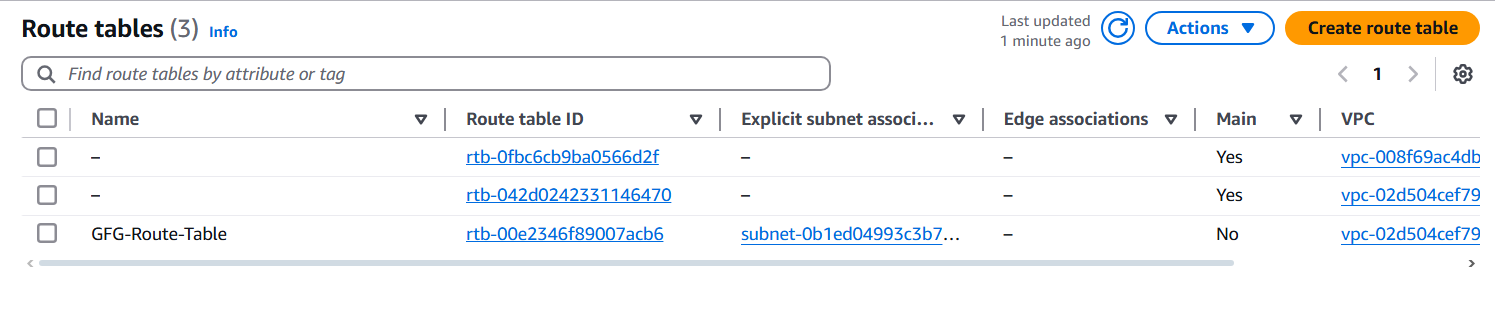 Route tables (3) Info
Last updated
1 minute ago
Actions
Create route table
Find route tables by attribute or tag
1
Name Route table ID Explicit subnet associ... Edge associations Main VPC
– rtb-0fbc6cb9ba0566d2f – – Yes vpc-008f69ac4db
– rtb-042d0242331146470 – – Yes vpc-02d504cef79
GFG-Route-Table rtb-00e2346f89007acb6 subnet-0b1ed04993c3b7... – No vpc-02d504cef79